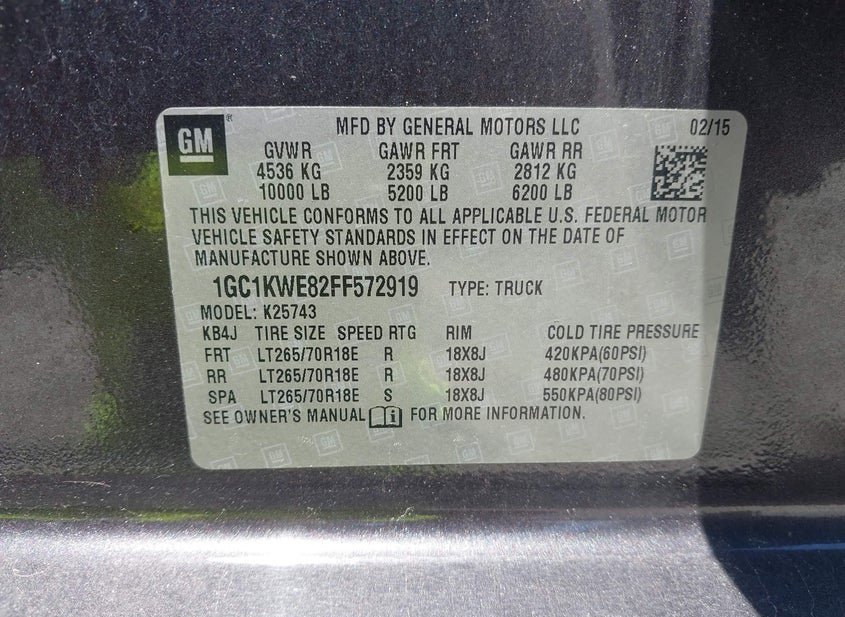 GM ® MFD BY GENERAL MOTORS LLC 02/15
GVWR GAWR FRT GAWR RR
4536 KG 2359 KG 2812 KG
10000 LB 5200 LB 6200 LB
THIS VEHICLE CONFORMS TO ALL APPLICABLE U.S. FEDERAL MOTOR
VEHICLE SAFETY STANDARDS IN EFFECT ON THE DATE OF
MANUFACTURE SHOWN ABOVE.
1GC1KWE82FF572919 TYPE: TRUCK
MODEL: K25743
KB4J TIRE SIZE SPEED RTG RIM COLD TIRE PRESSURE
FRT LT265/70R18E R 18X8J 420KPA(60PSI)
RR LT265/70R18E R 18X8J 480KPA(70PSI)
SPA LT265/70R18E S 18X8J 550KPA(80PSI)
SEE OWNER'S MANUAL i FOR MORE INFORMATION.